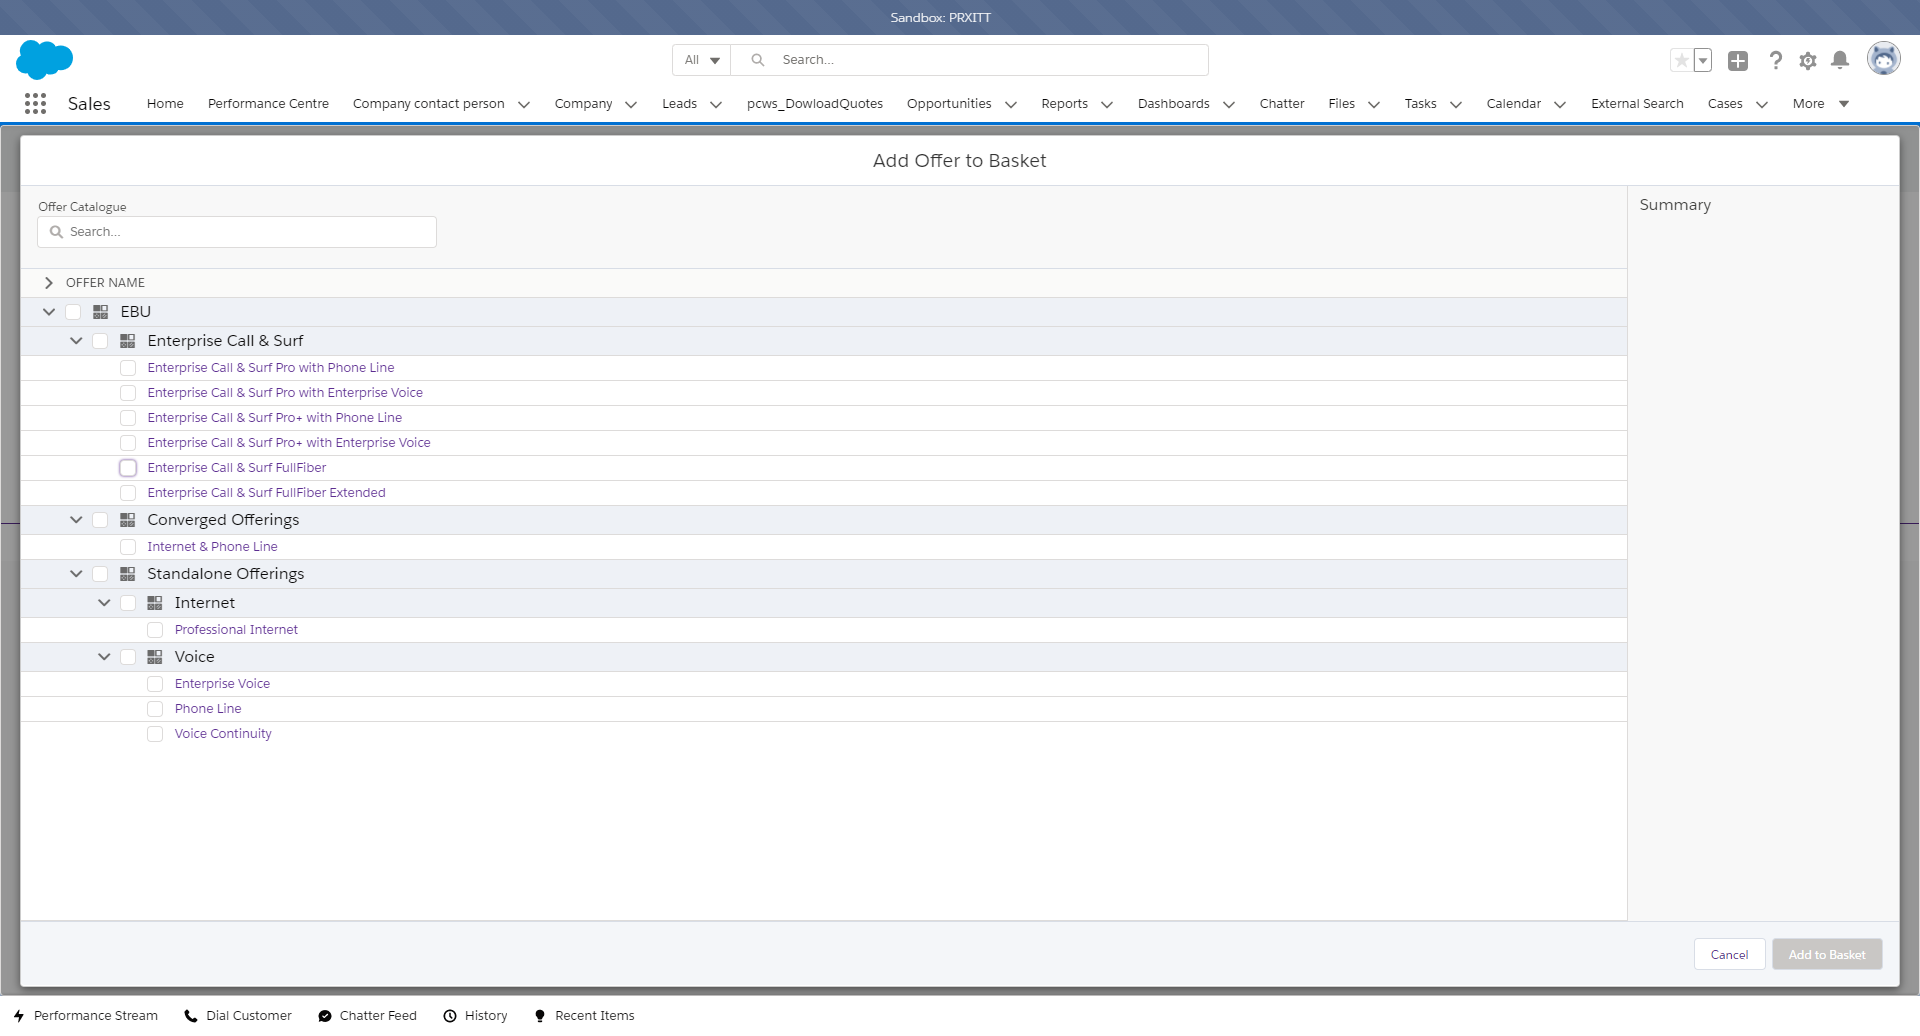 Sandbox: PRXITT
All Search...
Sales Home Performance Centre Company contact person Company Leads pcws_DowloadQuotes Opportunities Reports Dashboards Chatter Files Tasks Calendar External Search Cases More
Add Offer to Basket
Offer Catalogue
Summary
Search...
OFFER NAME
EBU
Enterprise Call & Surf
Enterprise Call & Surf Pro with Phone Line
Enterprise Call & Surf Pro with Enterprise Voice
Enterprise Call & Surf Pro+ with Phone Line
Enterprise Call & Surf Pro+ with Enterprise Voice
Enterprise Call & Surf FullFiber
Enterprise Call & Surf FullFiber Extended
Converged Offerings
Internet & Phone Line
Standalone Offerings
Internet
Professional Internet
Voice
Enterprise Voice
Phone Line
Voice Continuity
Cancel Add to Basket
Performance Stream Dial Customer Chatter Feed History Recent Items